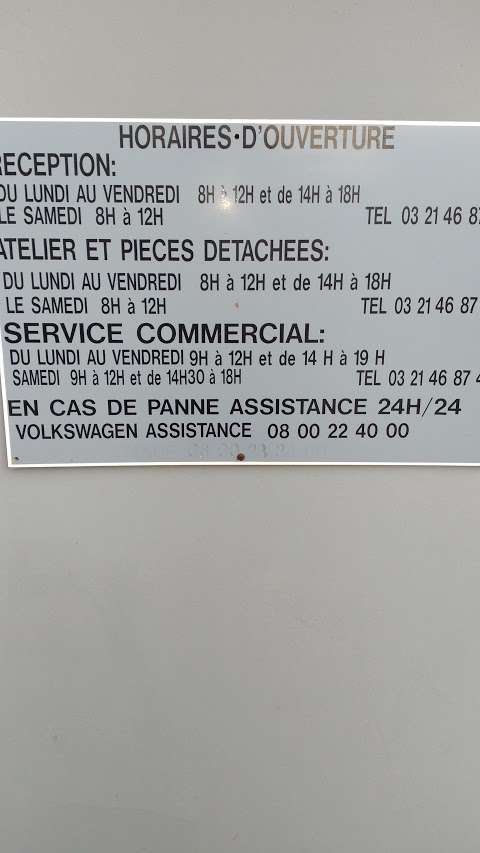 HORAIRES·D'OUVERTURE
RECEPTION:
DU LUNDI AU VENDREDI 8H à 12H et de 14H à 18H
LE SAMEDI 8H à 12H TEL 03 21 46 87
ATELIER ET PIECES DETACHEES:
DU LUNDI AU VENDREDI 8H à 12H et de 14H à 18H
LE SAMEDI 8H à 12H TEL 03 21 46 87
SERVICE COMMERCIAL:
DU LUNDI AU VENDREDI 9H à 12H et de 14 H à 19 H
SAMEDI 9H à 12H et de 14H30 à 18H TEL 03 21 46 87 4
EN CAS DE PANNE ASSISTANCE 24H/24
VOLKSWAGEN ASSISTANCE 08 00 22 40 00